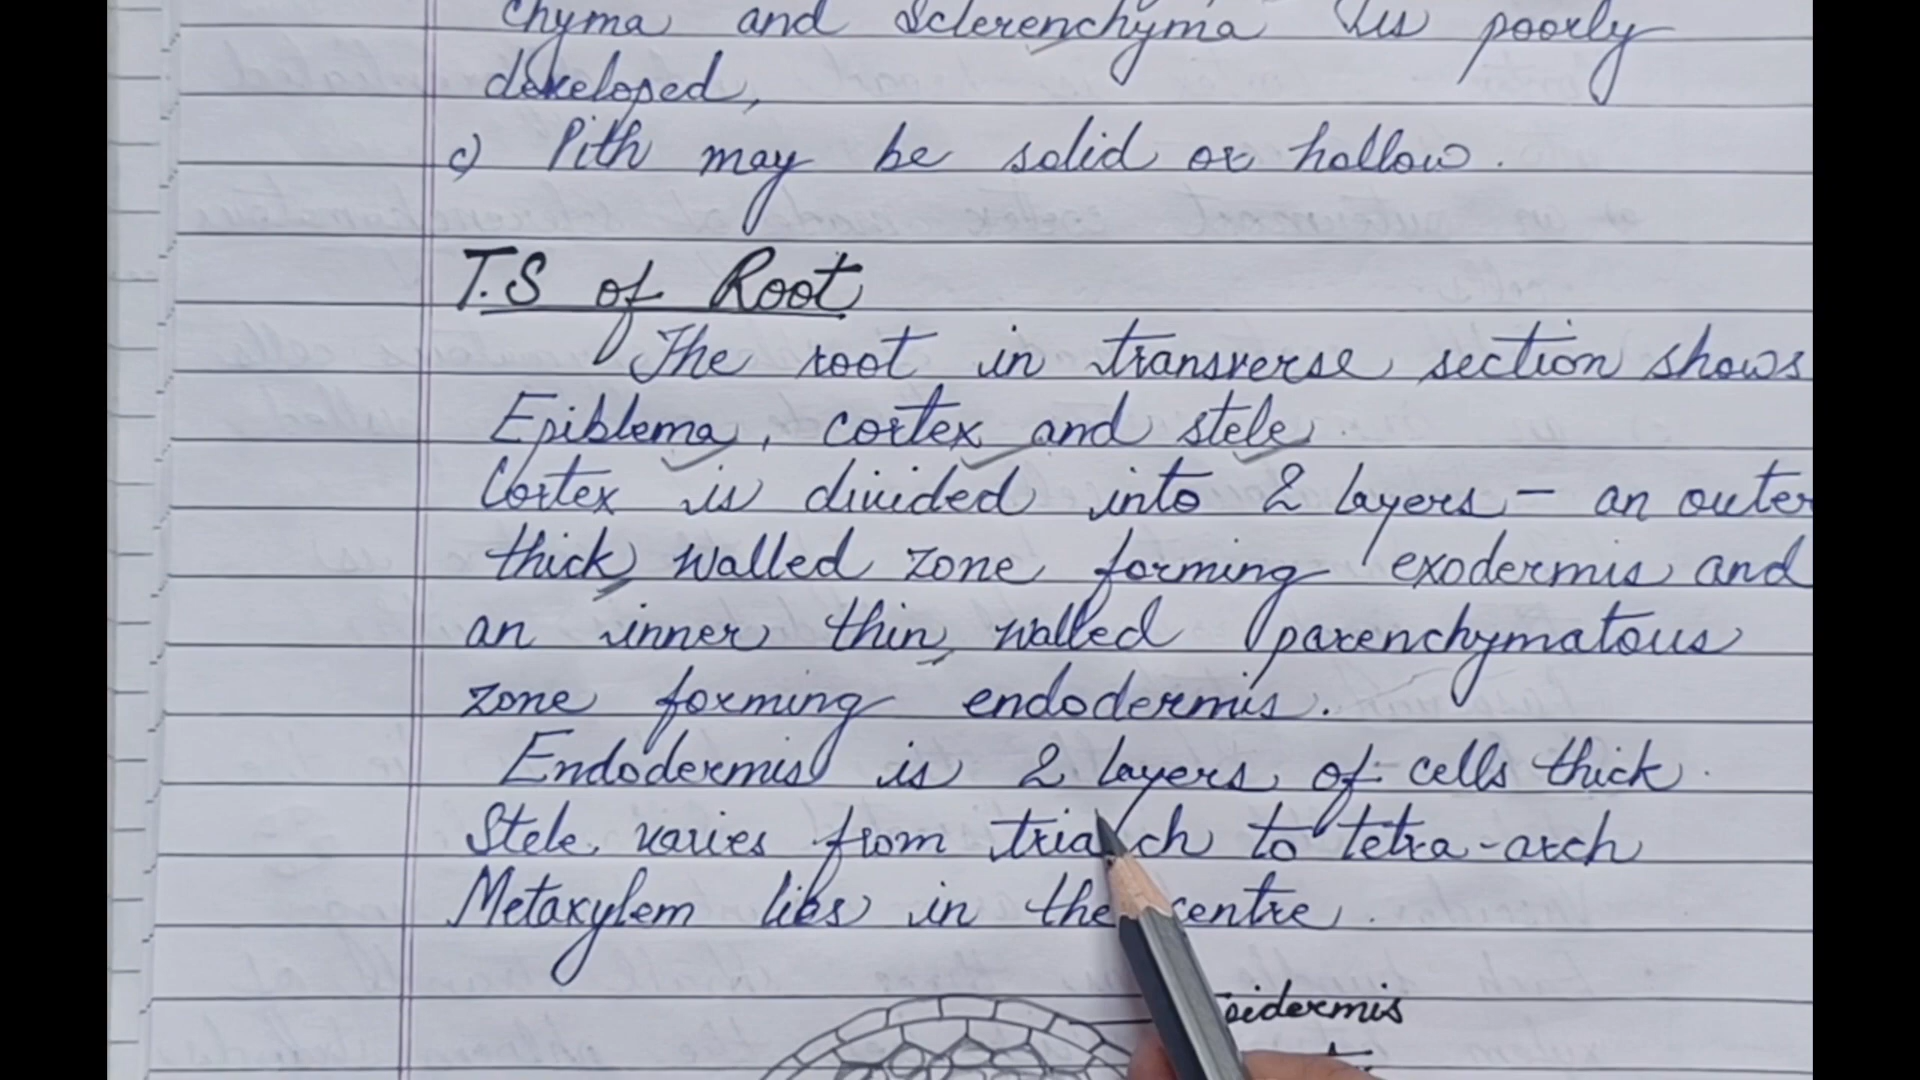 chyma and Sclerenchyma is poorly
developed,
c) Pith may be solid or hollow.
T.S of Root
The root in transverse section shows
Epiblema, cortex and stele.
Cortex is divided into 2 layers - an outer
thick walled zone forming exodermis and
an inner thin walled parenchymatous
zone forming endodermis.
Endodermis is 2 layers of cells thick.
Stele varies from triarch to tetra-arch
Metaxylem lies in the centre.